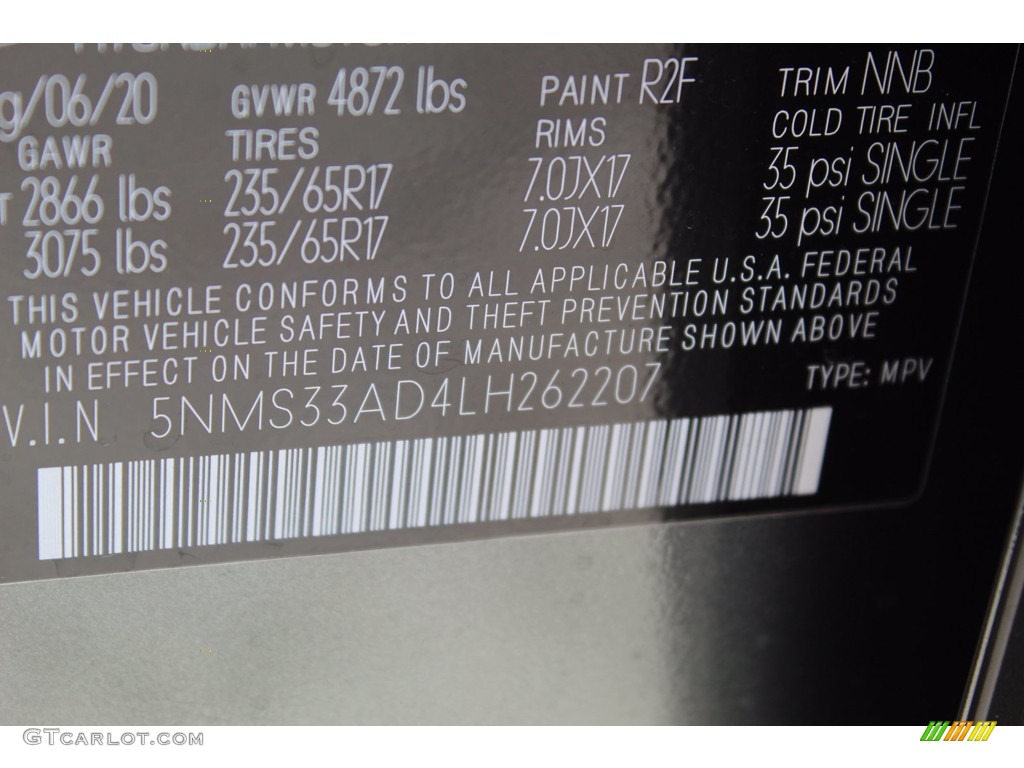 g/06/20 GVWR 4872 lbs PAINT R2F TRIM NNB
GAWR TIRES RIMS COLD TIRE INFL
2866 lbs 235/65R17 7.0JX17 35 psi SINGLE
3075 lbs 235/65R17 7.0JX17 35 psi SINGLE
THIS VEHICLE CONFORMS TO ALL APPLICABLE U.S.A. FEDERAL
MOTOR VEHICLE SAFETY AND THEFT PREVENTION STANDARDS
IN EFFECT ON THE DATE OF MANUFACTURE SHOWN ABOVE
V.I.N 5NMS33AD4LH262207 TYPE: MPV
GTCARLOT.COM